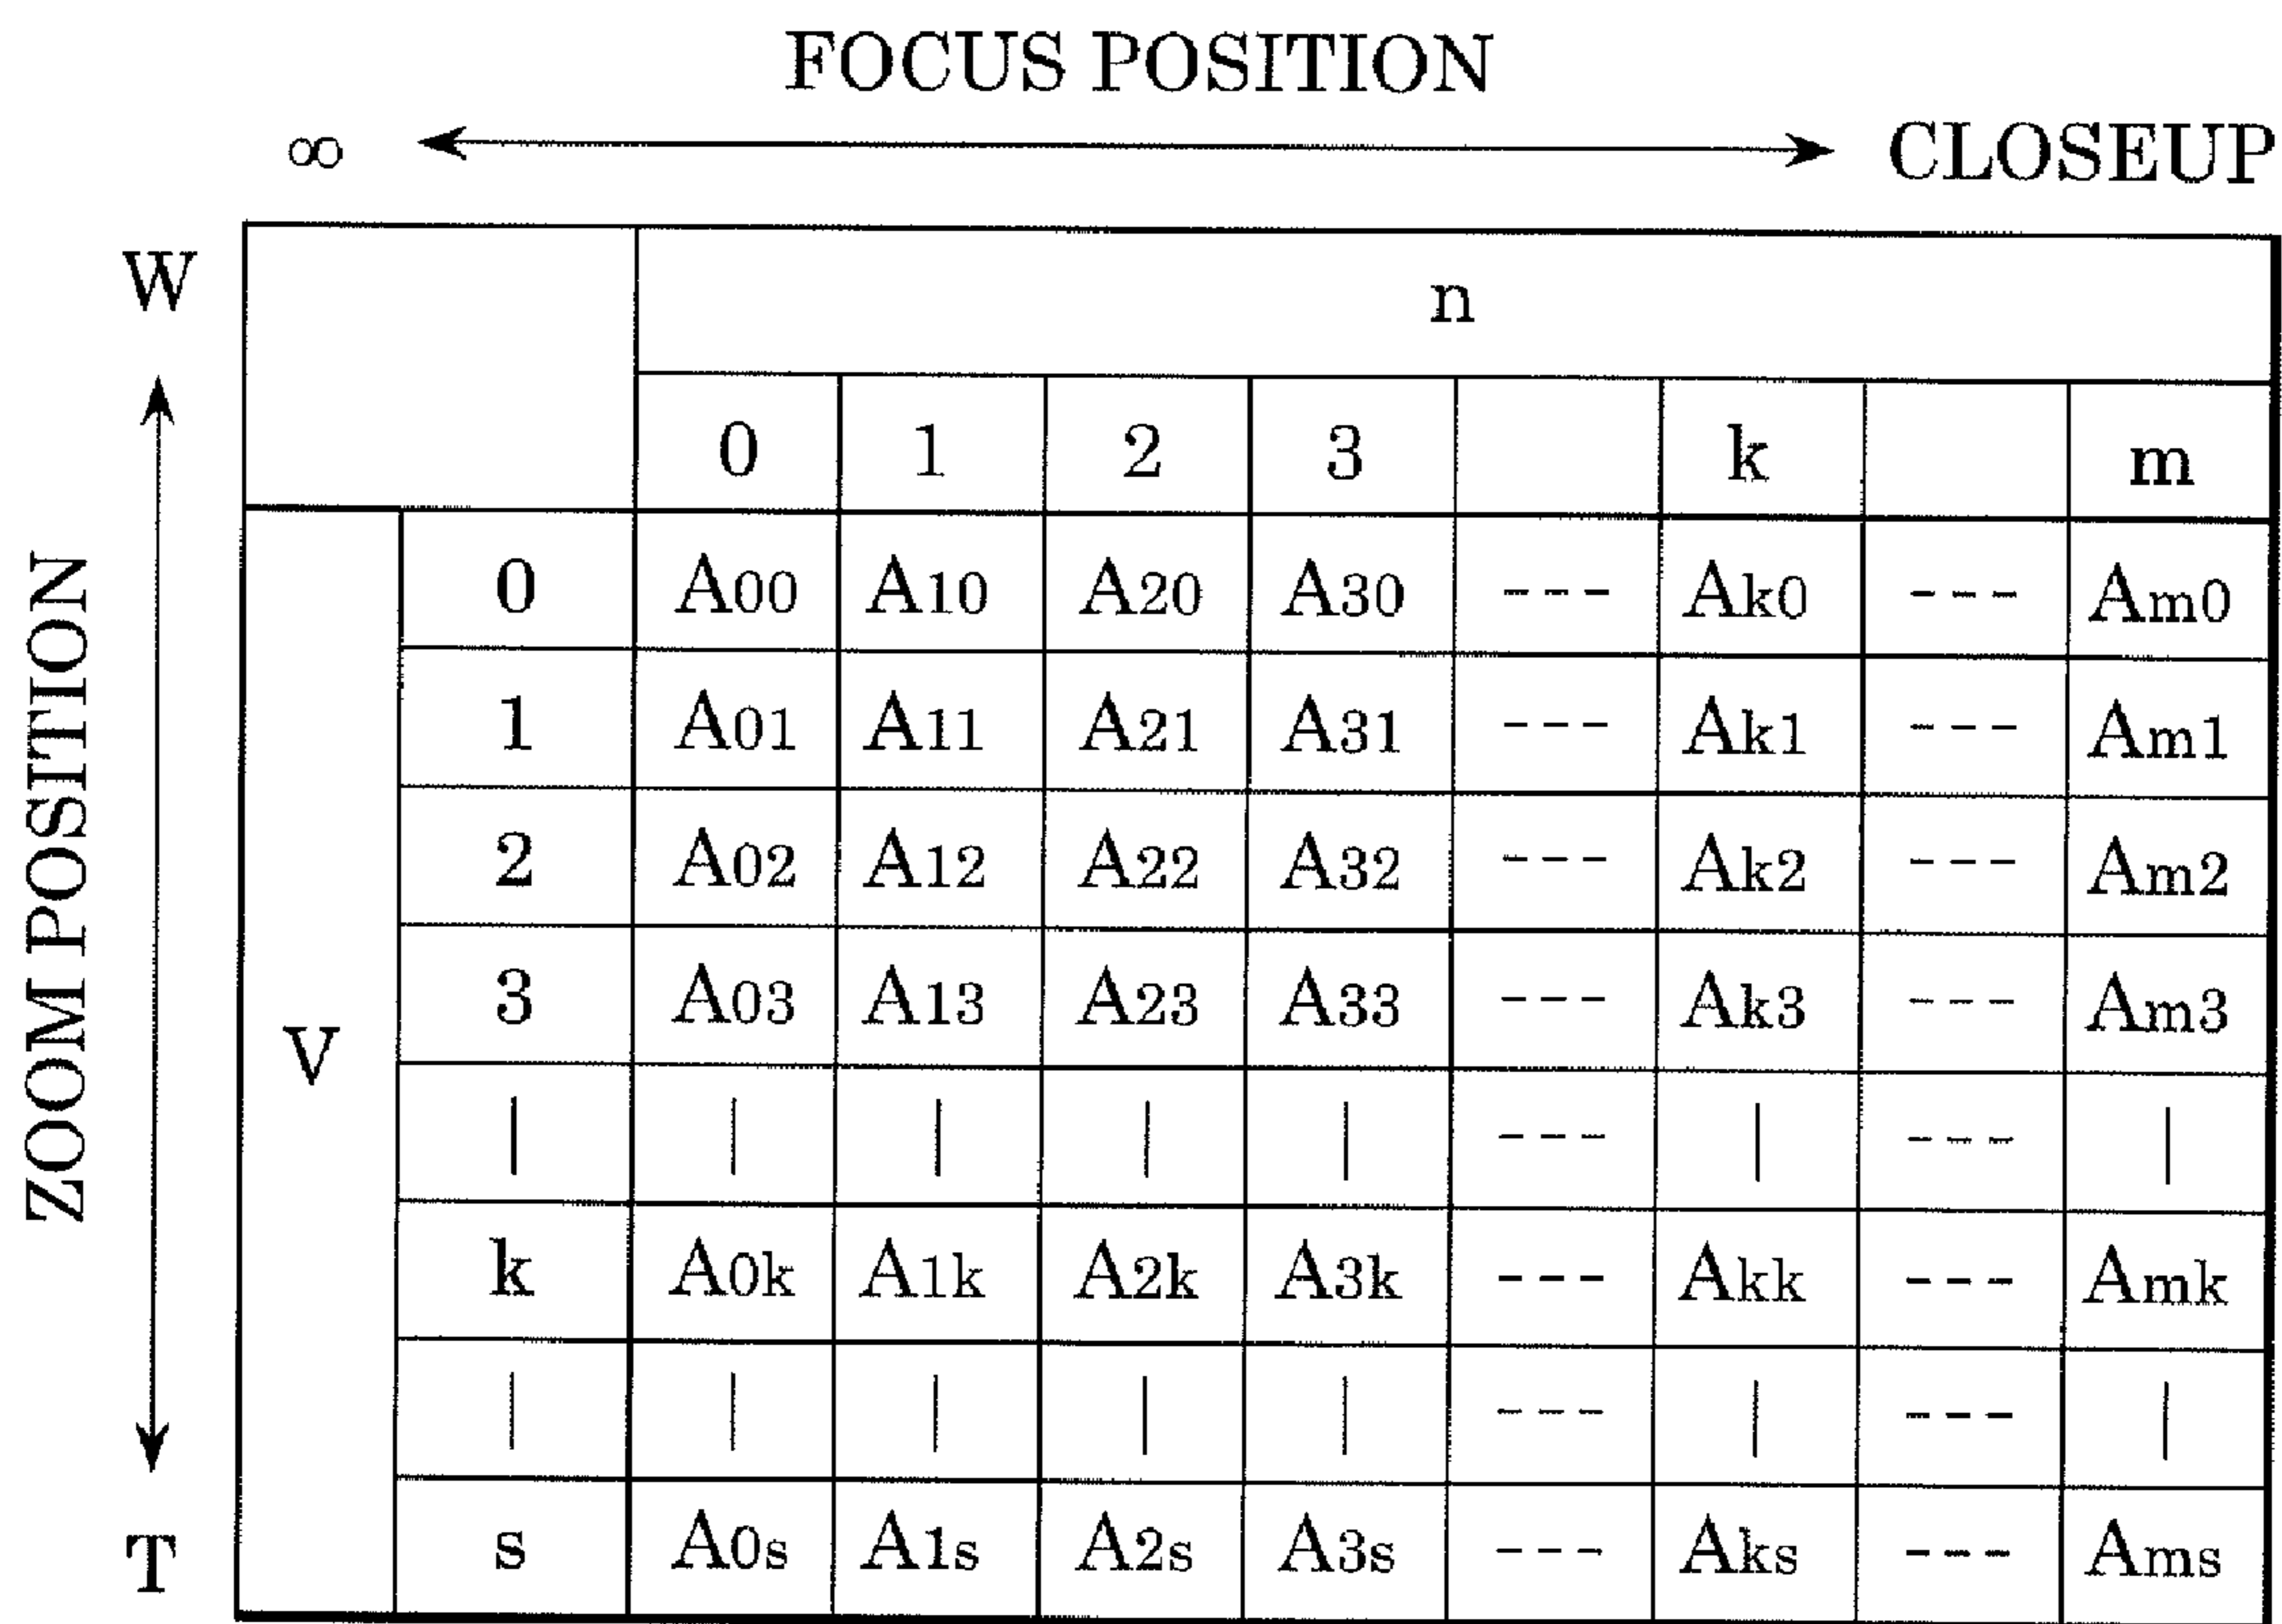 FOCUS POSITION
∞ CLOSEUP
W
n
0 1 2 3 k m
0 A00 A10 A20 A30 --- Ak0 --- Am0
1 A01 A11 A21 A31 --- Ak1 --- Am1
2 A02 A12 A22 A32 --- Ak2 --- Am2
3 A03 A13 A23 A33 --- Ak3 --- Am3
V
| | | | | --- | --- |
k A0k A1k A2k A3k --- Akk --- Amk
| | | | | --- | --- |
s A0s A1s A2s A3s --- Aks --- Ams
T
ZOOM POSITION